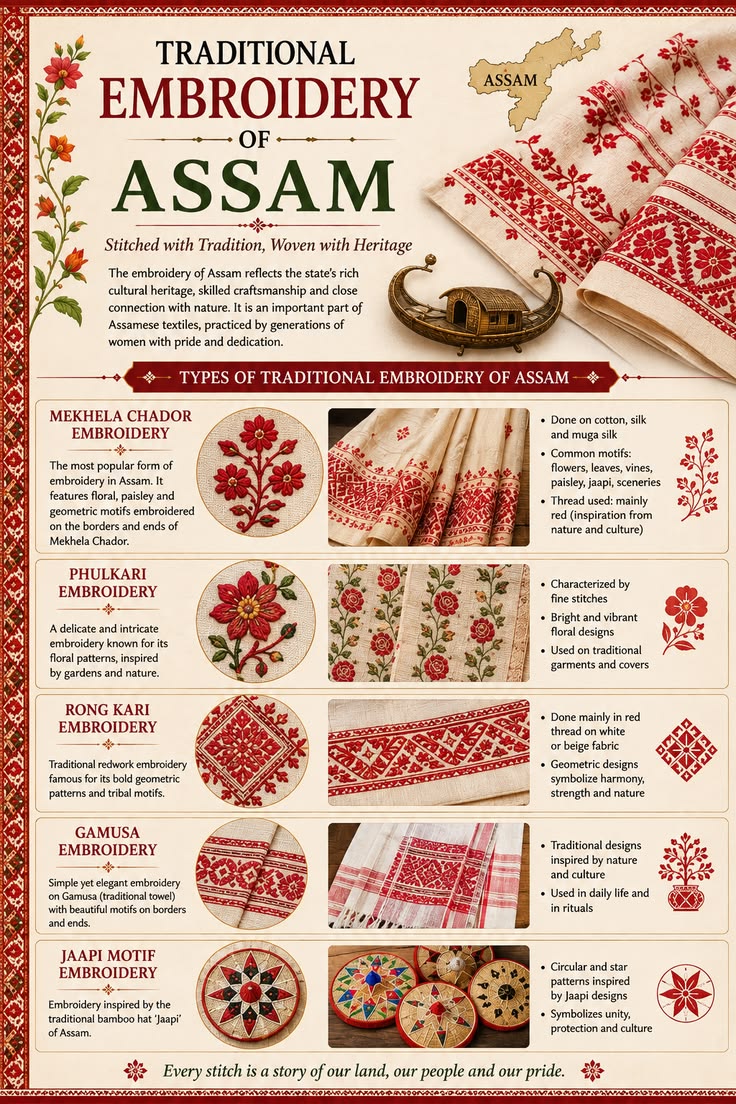 TRADITIONAL
EMBROIDERY
OF
ASSAM
ASSAM
Stitched with Tradition, Woven with Heritage
The embroidery of Assam reflects the state's rich
cultural heritage, skilled craftsmanship and close
connection with nature. It is an important part of
Assamese textiles, practiced by generations of
women with pride and dedication.
TYPES OF TRADITIONAL EMBROIDERY OF ASSAM
MEKHELA CHADOR
EMBROIDERY
The most popular form of
embroidery in Assam. It
features floral, paisley and
geometric motifs embroidered
on the borders and ends of
Mekhela Chador.
• Done on cotton, silk
and muga silk
• Common motifs:
flowers, leaves, vines,
paisley, jaapi, sceneries
• Thread used: mainly
red (inspiration from
nature and culture)
PHULKARI
EMBROIDERY
A delicate and intricate
embroidery known for its
floral patterns, inspired
by gardens and nature.
• Characterized by
fine stitches
• Bright and vibrant
floral designs
• Used on traditional
garments and covers
RONG KARI
EMBROIDERY
Traditional redwork embroidery
famous for its bold geometric
patterns and tribal motifs.
• Done mainly in red
thread on white
or beige fabric
• Geometric designs
symbolize harmony,
strength and nature
GAMUSA
EMBROIDERY
Simple yet elegant embroidery
on Gamusa (traditional towel)
with beautiful motifs on borders
and ends.
• Traditional designs
inspired by nature
and culture
• Used in daily life and
in rituals
JAAPI MOTIF
EMBROIDERY
Embroidery inspired by the
traditional bamboo hat 'Jaapi'
of Assam.
• Circular and star
patterns inspired
by Jaapi designs
• Symbolizes unity,
protection and culture
Every stitch is a story of our land, our people and our pride.